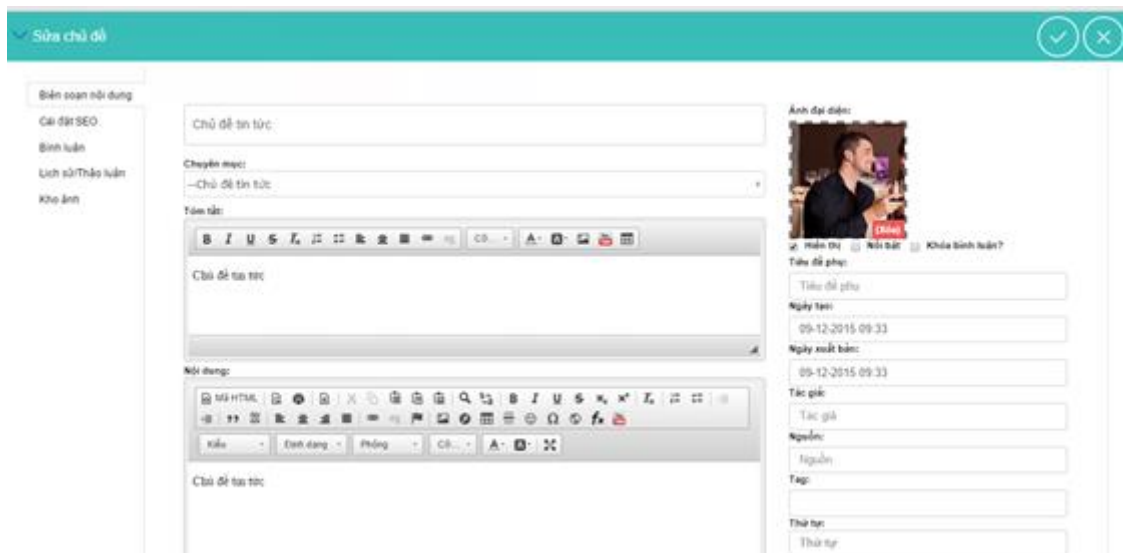 Sửa chủ đề
Biên soạn nội dung
Cài đặt SEO
Bình luận
Lịch sử/Thảo luận
Kho ảnh
Chủ đề tin tức
Chuyên mục:
--Chủ đề tin tức
Tóm tắt:
Cỡ...
Chủ đề tin tức
Nội dung:
Mã HTML
Kiểu
Định dạng
Phông
Cỡ...
Chủ đề tin tức
Ảnh đại diện:
(Xóa)
Hiển thị Nổi bật Khóa bình luận?
Tiêu đề phụ:
Tiêu đề phụ
Ngày tạo:
09-12-2015 09:33
Ngày xuất bản:
09-12-2015 09:33
Tác giả:
Tác giả
Nguồn:
Nguồn
Tag:
Thứ tự:
Thứ tự